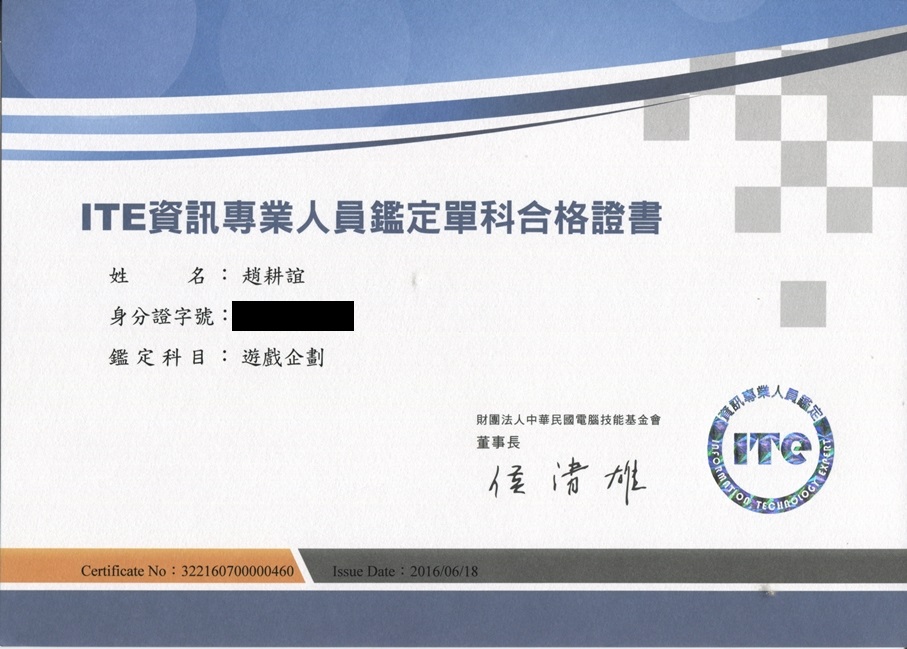 ITE資訊專業人員鑑定單科合格證書
姓 名：趙耕誼
身分證字號：
鑑定科目：遊戲企劃
財團法人中華民國電腦技能基金會
董事長
侯清雄
資訊專業人員鑑定
ITe
INFORMATION TECHNOLOGY EXPERT
Certificate No：322160700000460 Issue Date：2016/06/18